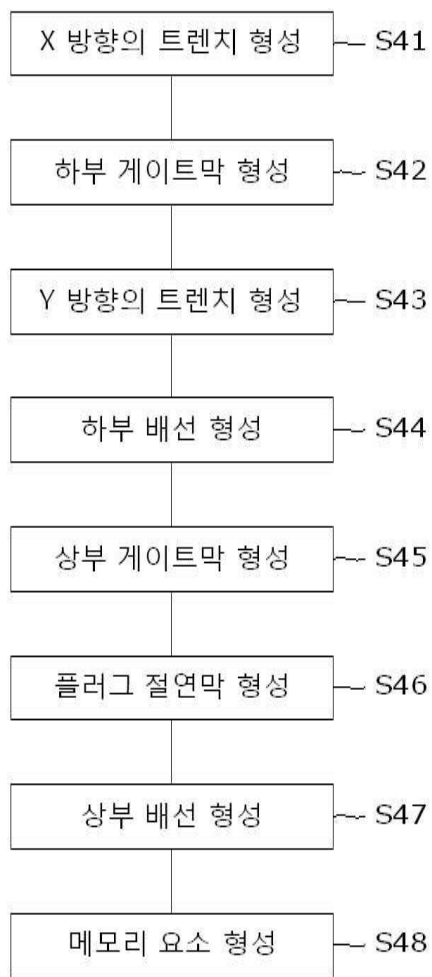 X 방향의 트렌치 형성 S41
하부 게이트막 형성 S42
Y 방향의 트렌치 형성 S43
하부 배선 형성 S44
상부 게이트막 형성 S45
플러그 절연막 형성 S46
상부 배선 형성 S47
메모리 요소 형성 S48